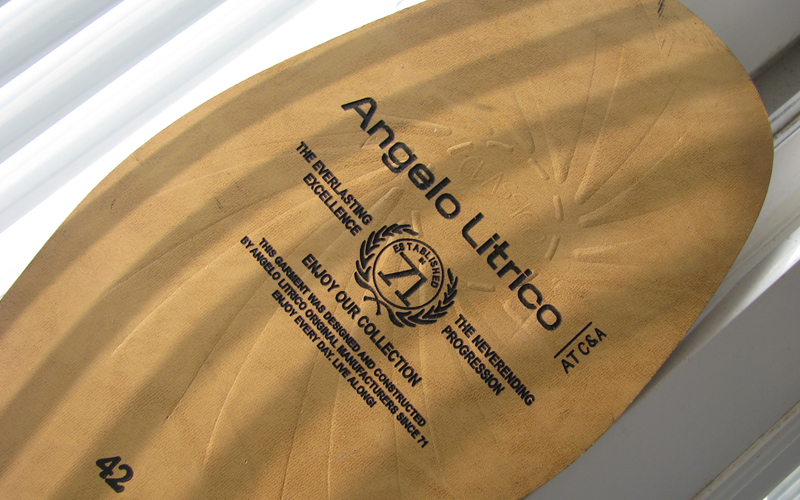 Angelo Litrico
AT C&A
THE EVERLASTING
EXCELLENCE
ESTABLISHED
IN
71
THE NEVERENDING
PROGRESSION
ENJOY OUR COLLECTION
THIS GARMENT WAS DESIGNED AND CONSTRUCTED
BY ANGELO LITRICO ORIGINAL MANUFACTURERS SINCE 71
ENJOY EVERY DAY. LIVE ALONG!
42